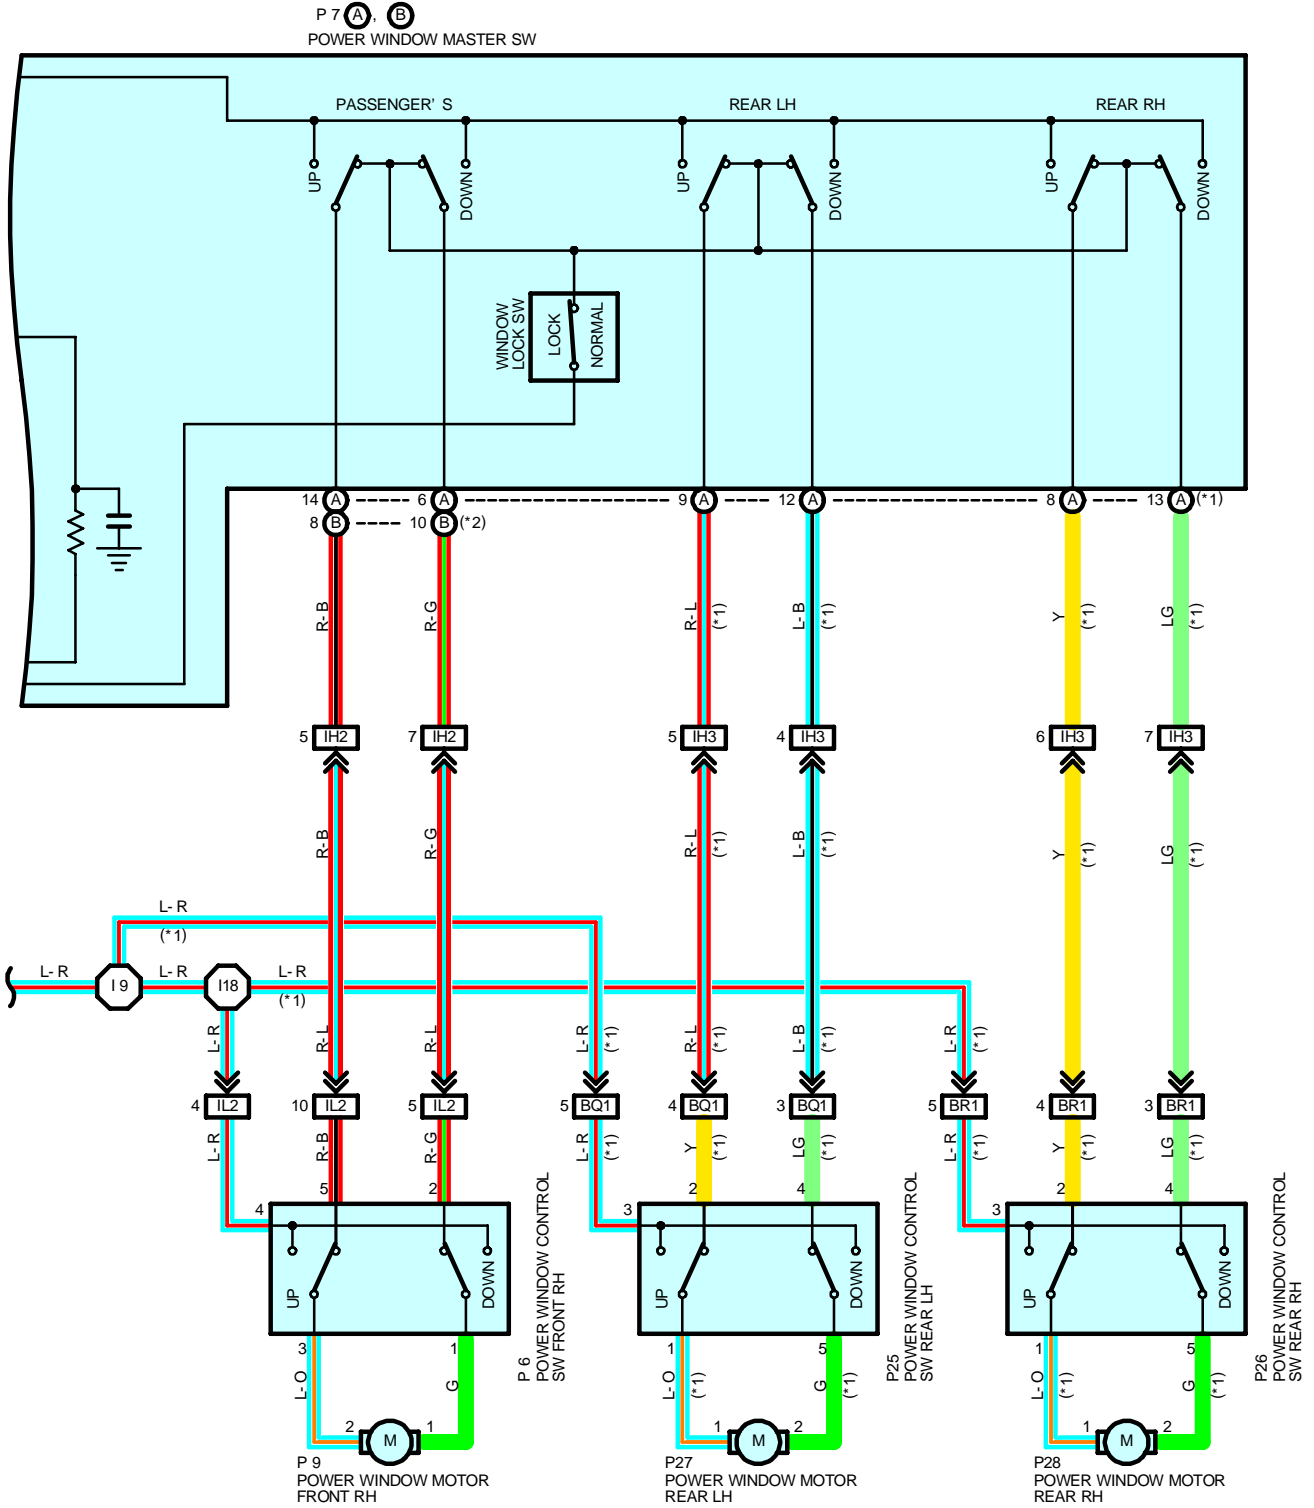 P 7 A , B
POWER WINDOW MASTER SW
PASSENGER' S
REAR LH
REAR RH
UP
DOWN
UP
DOWN
UP
DOWN
WINDOW
LOCK SW
LOCK
NORMAL
14 A 6 A 9 A 12 A 8 A 13 A (*1)
8 B 10 B (*2)
R-B
R-G
R-L (*1)
L-B (*1)
Y (*1)
LG (*1)
5 IH2
7 IH2
5 IH3
4 IH3
6 IH3
7 IH3
R-B
R-G
R-L (*1)
L-B (*1)
Y (*1)
LG (*1)
L-R
(*1)
L-R
I 9
L-R
I18
L-R
(*1)
L-R
R-L
R-L
L-R (*1)
R-L (*1)
L-B (*1)
L-R (*1)
4 IL2
10 IL2
5 IL2
5 BQ1
4 BQ1
3 BQ1
5 BR1
4 BR1
3 BR1
L-R
R-B
R-G
L-R (*1)
Y (*1)
LG (*1)
L-R (*1)
Y (*1)
LG (*1)
4 5 2
3 2 4
3 2 4
UP
DOWN
UP
DOWN
UP
DOWN
P 6
POWER WINDOW CONTROL
SW FRONT RH
P25
POWER WINDOW CONTROL
SW REAR LH
P26
POWER WINDOW CONTROL
SW REAR RH
3 1
1 5
1 5
L-O
G
L-O (*1)
G (*1)
L-O (*1)
G (*1)
2 M 1
1 M 2
1 M 2
P 9
POWER WINDOW MOTOR
FRONT RH
P27
POWER WINDOW MOTOR
REAR LH
P28
POWER WINDOW MOTOR
REAR RH